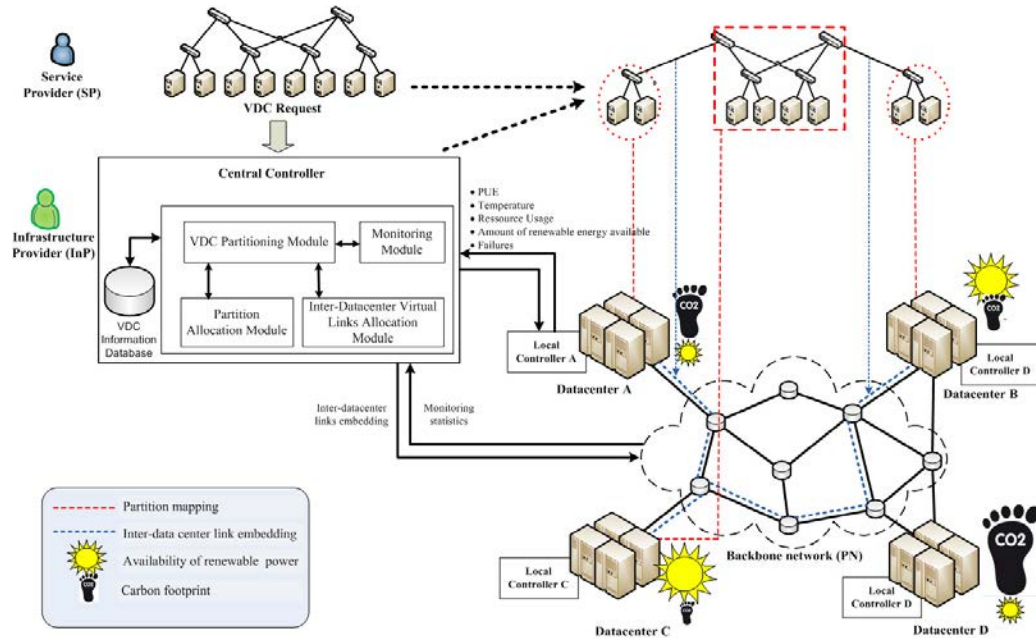 Service
Provider (SP)
VDC Request
Central Controller
Infrastructure
Provider (InP)
VDC Partitioning Module
Monitoring
Module
Partition
Allocation Module
Inter-Datacenter Virtual
Links Allocation
Module
VDC
Information
Database
• PUE
• Temperature
• Ressource Usage
• Amount of renewable energy available
• Failures
Local
Controller A
CO2
Datacenter A
CO2
Local
Controller D
Datacenter B
Inter-datacenter
links embedding
Monitoring
statistics
Partition mapping
Inter-data center link embedding
Availability of renewable power
CO2
Carbon footprint
Local
Controller C
CO2
Datacenter C
Backbone network (PN)
Local
Controller D
CO2
Datacenter D